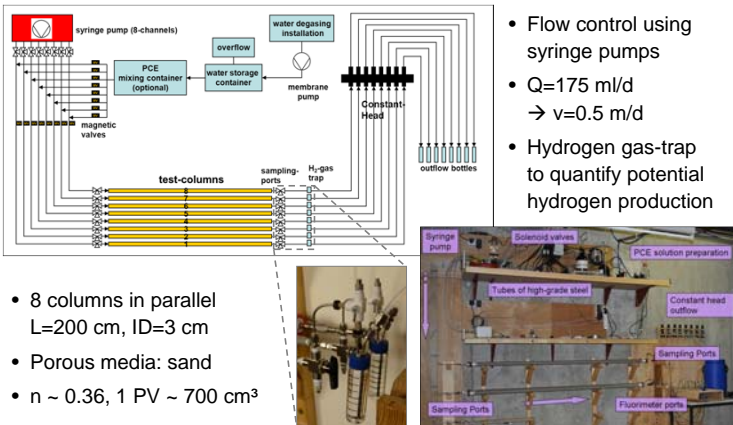 syringe pump (8-channels)
water degasing
installation
overflow
PCE
mixing container
(optional)
water storage
container
membrane
pump
Constant-
Head
magnetic
valves
outflow bottles
test-columns
sampling-
ports
H₂-gas
trap
8
7
6
5
4
3
2
1
• Flow control using
syringe pumps
• Q=175 ml/d
→ v=0.5 m/d
• Hydrogen gas-trap
to quantify potential
hydrogen production
• 8 columns in parallel
L=200 cm, ID=3 cm
• Porous media: sand
• n ~ 0.36, 1 PV ~ 700 cm³
Syringe
pump
Solenoid valves
PCE solution preparation
Tubes of high-grade steel
Constant head
outflow
Sampling Ports
Sampling Ports
Fluorimeter ports